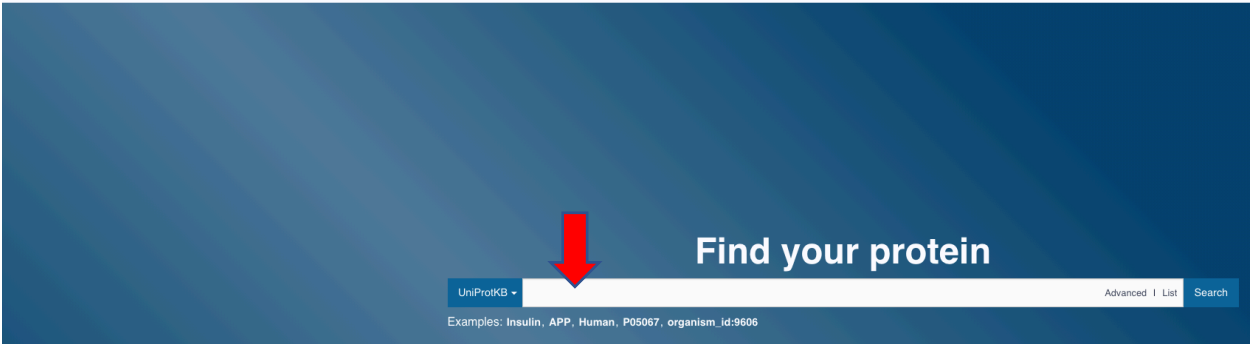 Find your protein
UniProtKB Advanced | List Search
Examples: Insulin, APP, Human, P05067, organism_id:9606